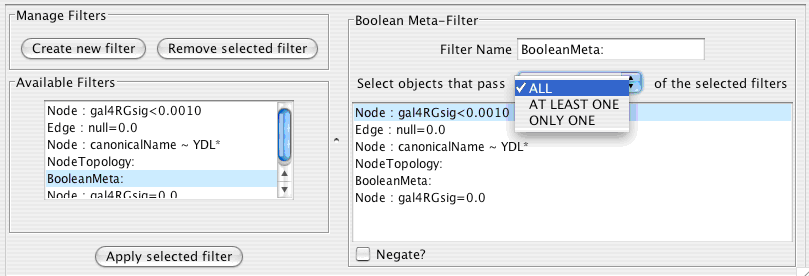 Manage Filters
Create new filter
Remove selected filter
Available Filters
Node : gal4RGsig<0.0010
Edge : null=0.0
Node : canonicalName ~ YDL*
NodeTopology:
BooleanMeta:
Node : gal4RGsig=0.0
Apply selected filter
Boolean Meta-Filter
Filter Name BooleanMeta:
Select objects that pass of the selected filters
ALL
AT LEAST ONE
ONLY ONE
Node : gal4RGsig<0.0010
Edge : null=0.0
Node : canonicalName ~ YDL*
NodeTopology:
BooleanMeta:
Node : gal4RGsig=0.0
Negate?